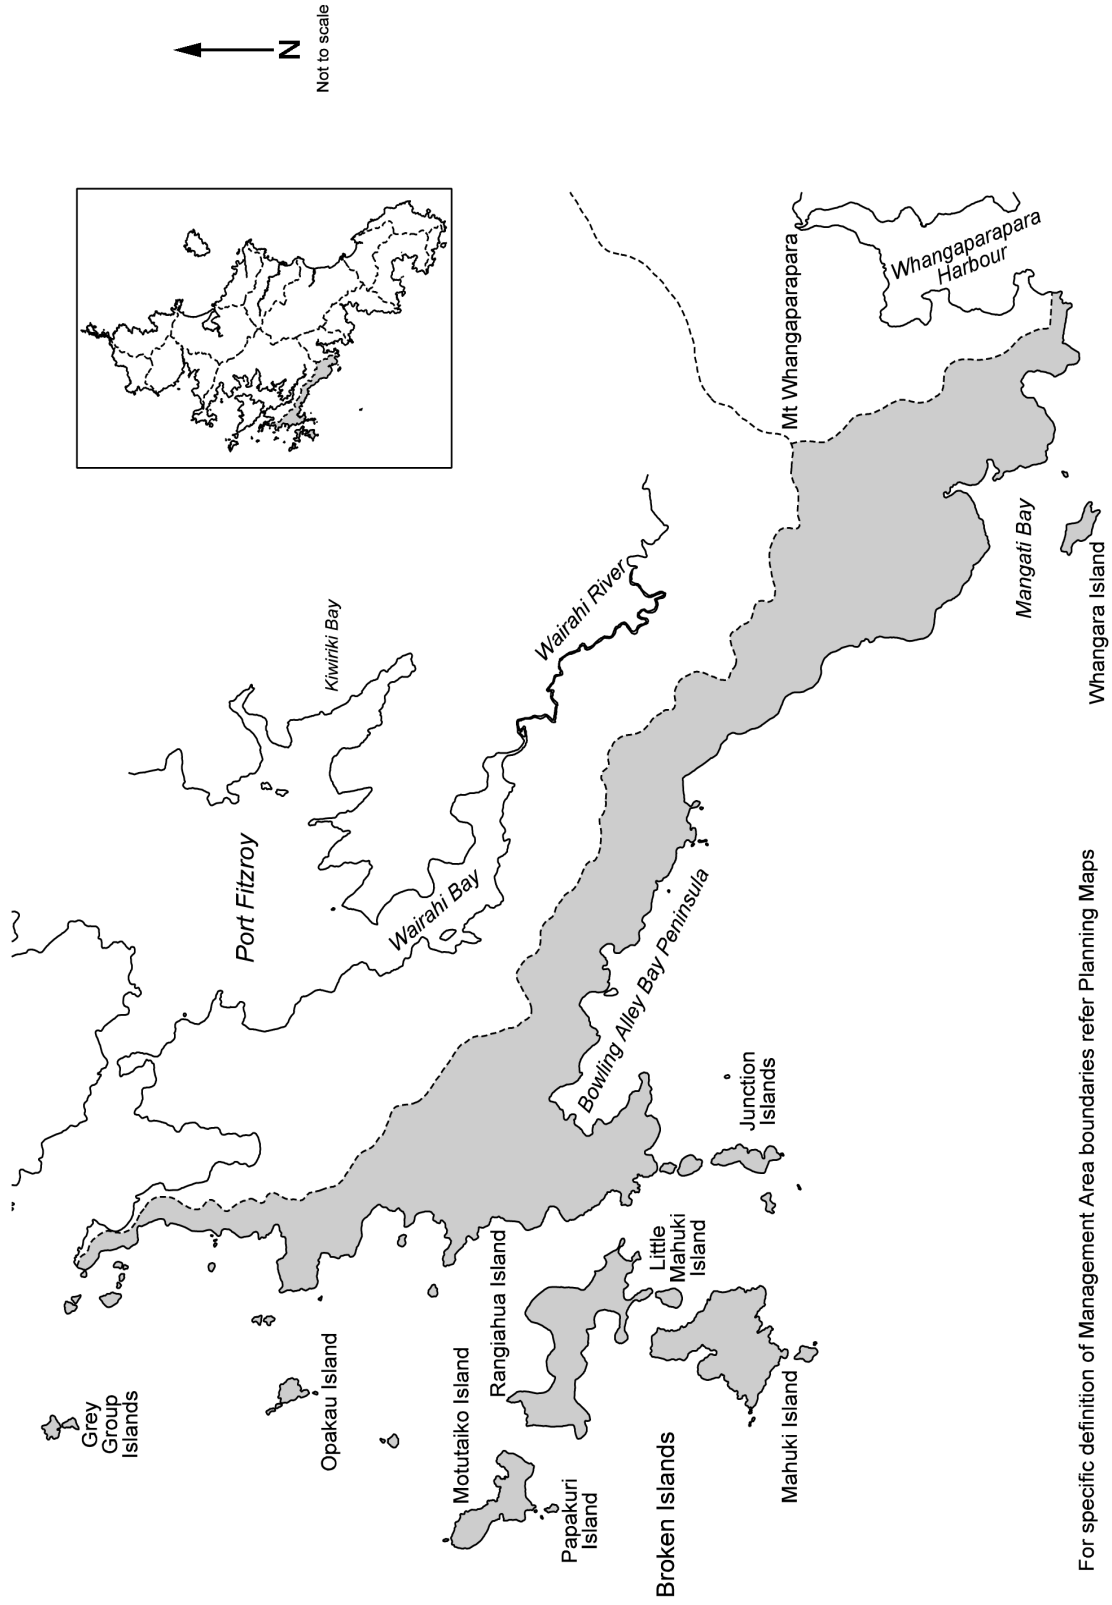 N
Not to scale
Grey
Group
Islands
Port Fitzroy
Kiwiriki Bay
Opakau Island
Wairahi Bay
Motutaiko Island
Rangiahua Island
Wairahi River
Papakuri
Island
Bowling Alley Bay Peninsula
Broken Islands
Little
Mahuki
Island
Junction
Islands
Mahuki Island
Mt Whangaparapara
Whangaparapara
Harbour
Mangati Bay
Whangara Island
For specific definition of Management Area boundaries refer Planning Maps